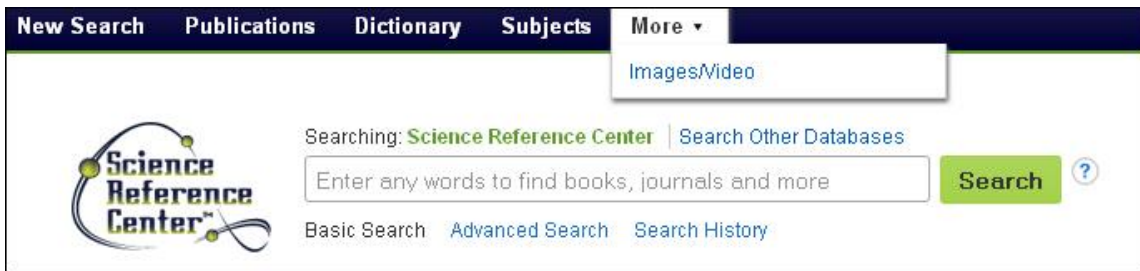 New Search Publications Dictionary Subjects More ▾
Images/Video
Searching: Science Reference Center | Search Other Databases
Science
Reference
Center™
Enter any words to find books, journals and more Search ?
Basic Search Advanced Search Search History